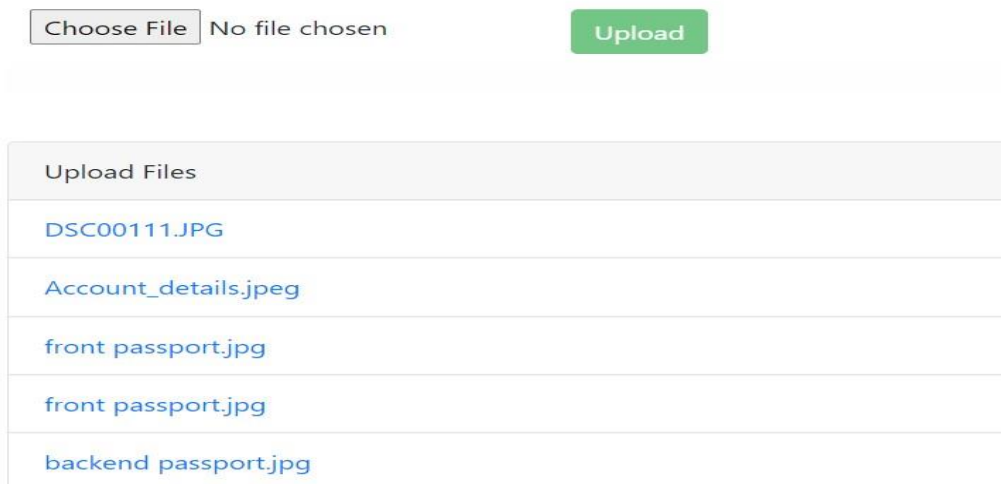 Choose File No file chosen Upload
Upload Files
DSC00111.JPG
Account_details.jpeg
front passport.jpg
front passport.jpg
backend passport.jpg